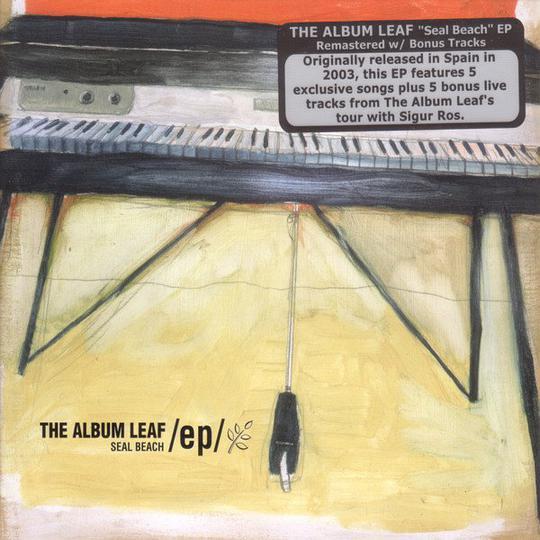 THE ALBUM LEAF "Seal Beach" EP
Remastered w/ Bonus Tracks
Originally released in Spain in
2003, this EP features 5
exclusive songs plus 5 bonus live
tracks from The Album Leaf's
tour with Sigur Ros.
THE ALBUM LEAF
SEAL BEACH
/ep/